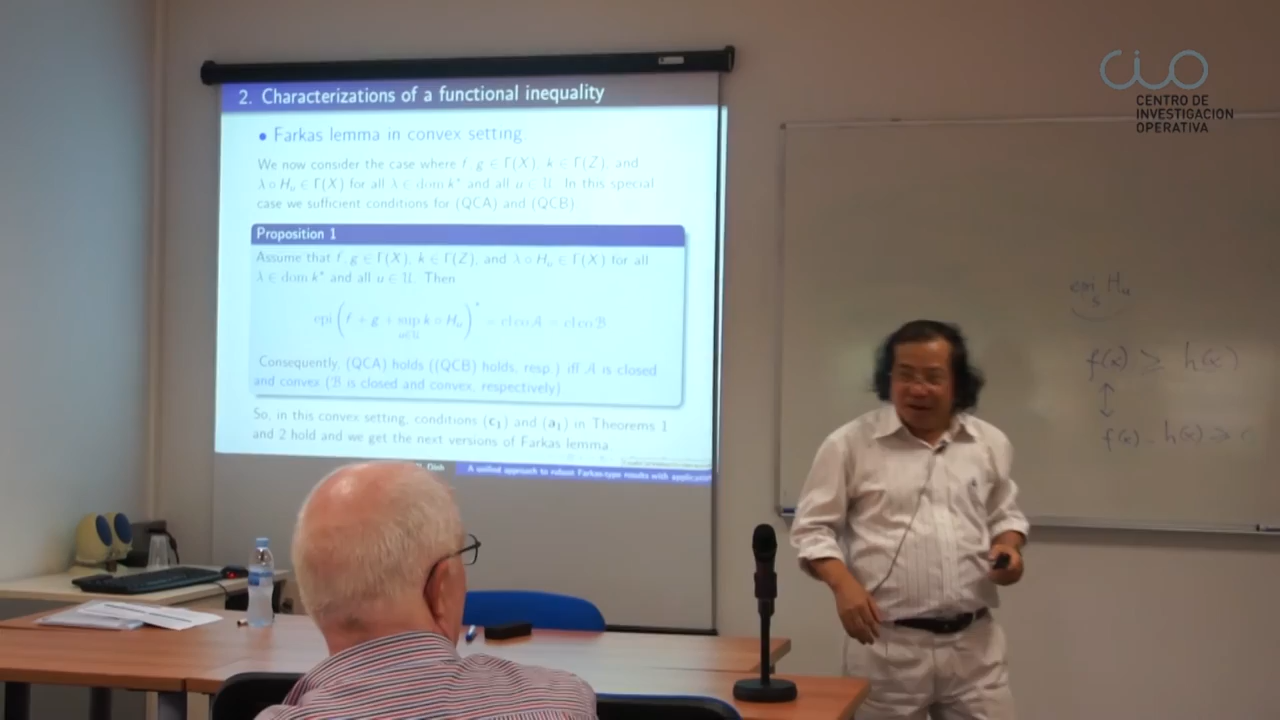 2. Characterizations of a functional inequality
• Farkas lemma in convex setting
We now consider the case where f, g ∈ Γ(X), k ∈ Γ(Z), and
λ ∘ H_u ∈ Γ(X) for all λ ∈ dom k* and all u ∈ 𝒰. In this special
case we sufficient conditions for (QCA) and (QCB)
Proposition 1
Assume that f, g ∈ Γ(X), k ∈ Γ(Z), and λ ∘ H_u ∈ Γ(X) for all
λ ∈ dom k* and all u ∈ 𝒰. Then
epi (f + g + sup_{u∈𝒰} k ∘ H_u)* = cl co 𝒜 = cl co ℬ
Consequently, (QCA) holds ((QCB) holds, resp.) iff 𝒜 is closed
and convex (ℬ is closed and convex, respectively)
So, in this convex setting, conditions (c₁) and (a₁) in Theorems 1
and 2 hold and we get the next versions of Farkas lemma
Dinh A unified approach to robust Farkas-type results with
CIO
CENTRO DE
INVESTIGACION
OPERATIVA
epi_s H_u
f(x) ≥ h(x)
↕
f(x) - h(x) ≥